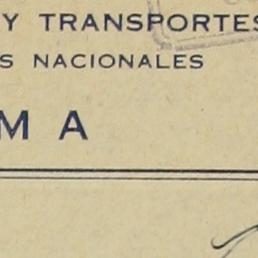 Y TRANSPORTES
S NACIONALES
M A